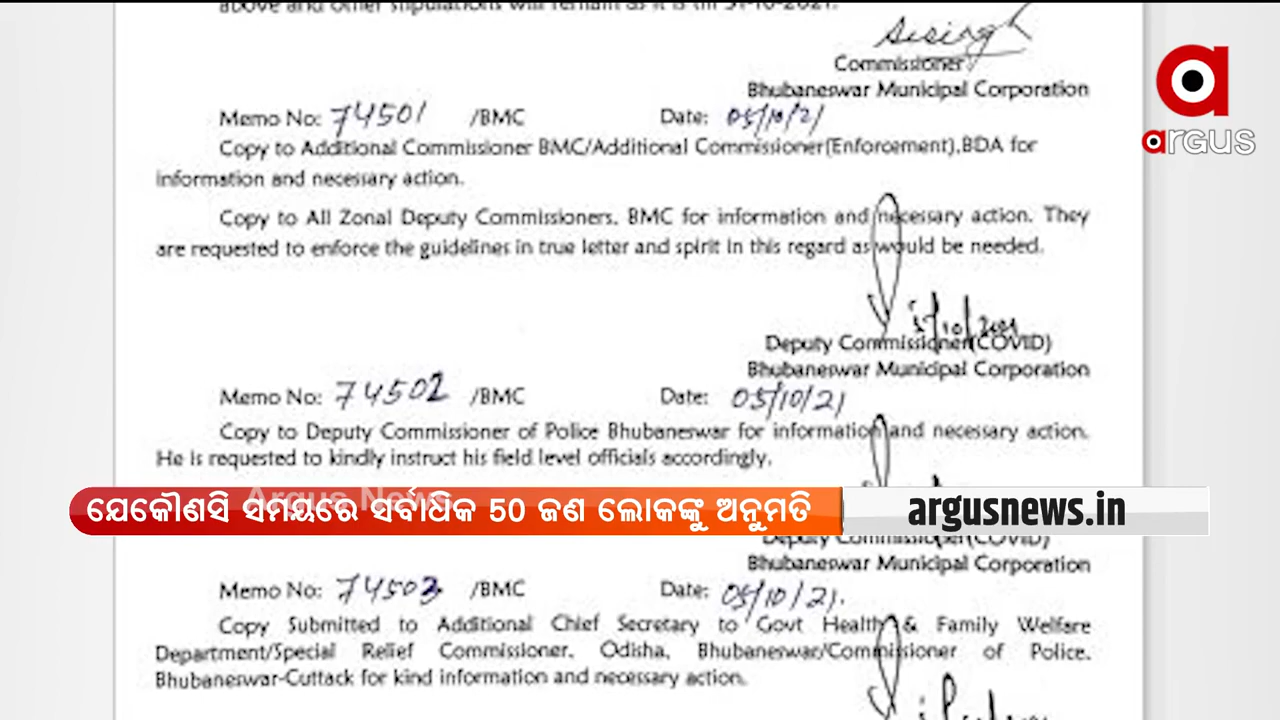 above and other stipulations will remain as it is till 31-10-2021.
Commissioner
Bhubaneswar Municipal Corporation
Memo No: 74501 /BMC Date: 05/10/21
Copy to Additional Commissioner BMC/Additional Commissioner(Enforcement),BDA for
information and necessary action.
Copy to All Zonal Deputy Commissioners, BMC for information and necessary action. They
are requested to enforce the guidelines in true letter and spirit in this regard as would be needed.
5/10/2021
Deputy Commissioner(COVID)
Bhubaneswar Municipal Corporation
Memo No: 74502 /BMC Date: 05/10/21
Copy to Deputy Commissioner of Police Bhubaneswar for information and necessary action.
He is requested to kindly instruct his field level officials accordingly.
Argus News
ଯେକୌଣସି ସମୟରେ ସର୍ବାଧିକ 50 ଜଣ ଲୋକଙ୍କୁ ଅନୁମତି
argusnews.in
Deputy Commissioner(COVID)
Bhubaneswar Municipal Corporation
Memo No: 74503 /BMC Date: 05/10/21.
Copy Submitted to Additional Chief Secretary to Govt Health & Family Welfare
Department/Special Relief Commissioner, Odisha, Bhubaneswar/Commissioner of Police,
Bhubaneswar-Cuttack for kind information and necessary action.
a
argus